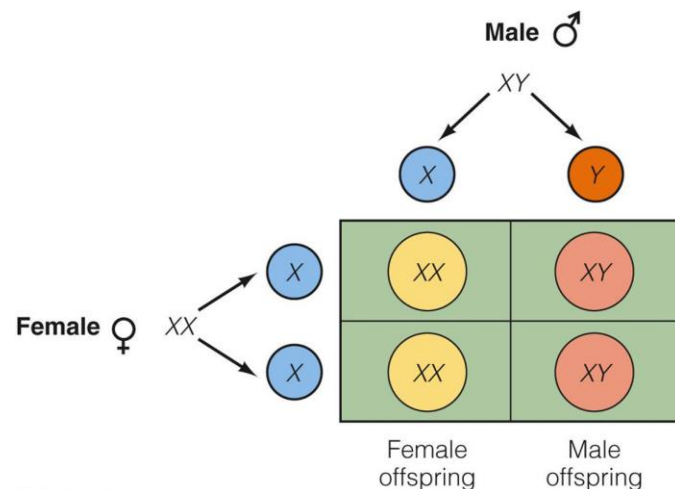 Male ♂
XY
X Y
X XX XY
Female ♀ XX
X XX XY
Female offspring
Male offspring